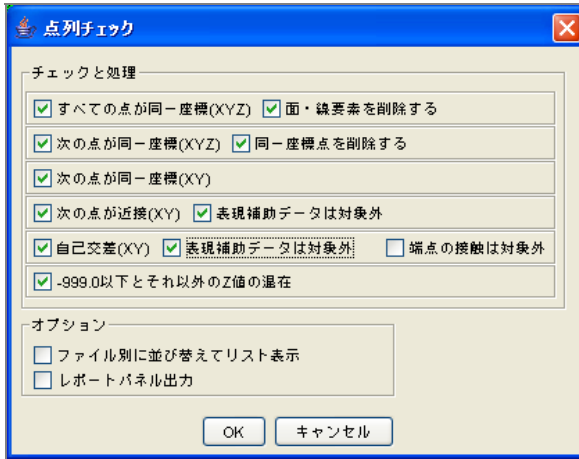 点列チェック
チェックと処理
すべての点が同一座標(XYZ) 面・線要素を削除する
次の点が同一座標(XYZ) 同一座標点を削除する
次の点が同一座標(XY)
次の点が近接(XY) 表現補助データは対象外
自己交差(XY) 表現補助データは対象外 端点の接触は対象外
-999.0以下とそれ以外のZ値の混在
オプション
ファイル別に並び替えてリスト表示
レポートパネル出力
OK キャンセル